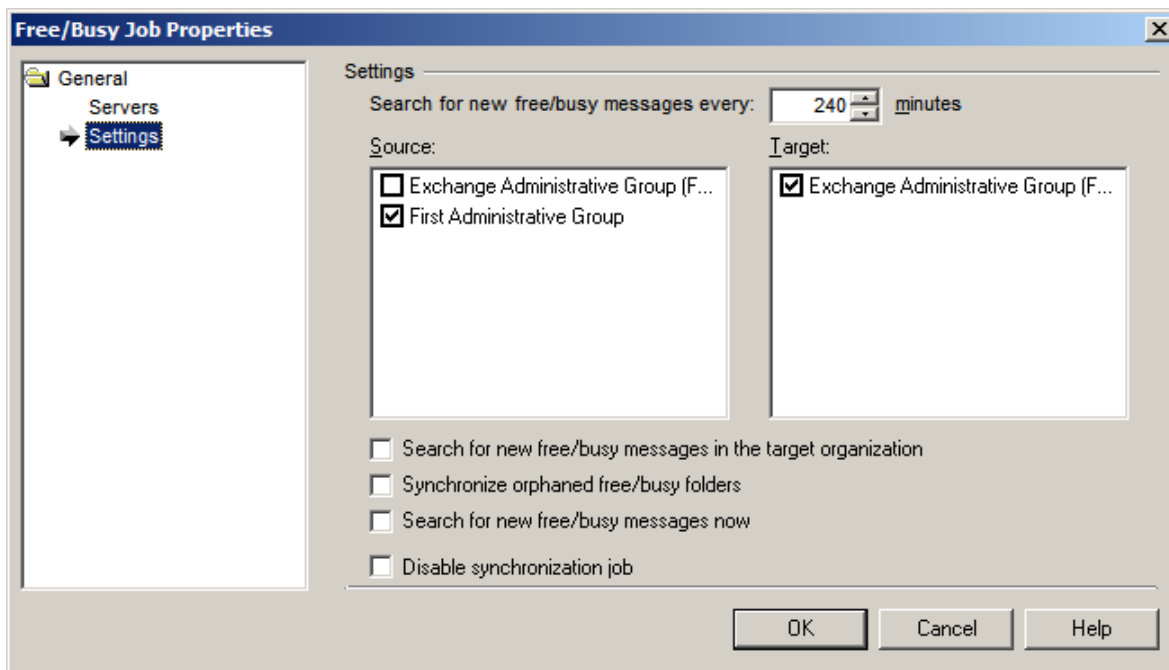 Free/Busy Job Properties
General
Servers
Settings
Settings
Search for new free/busy messages every: 240 minutes
Source: Target:
Exchange Administrative Group (F... Exchange Administrative Group (F...
First Administrative Group
Search for new free/busy messages in the target organization
Synchronize orphaned free/busy folders
Search for new free/busy messages now
Disable synchronization job
OK Cancel Help